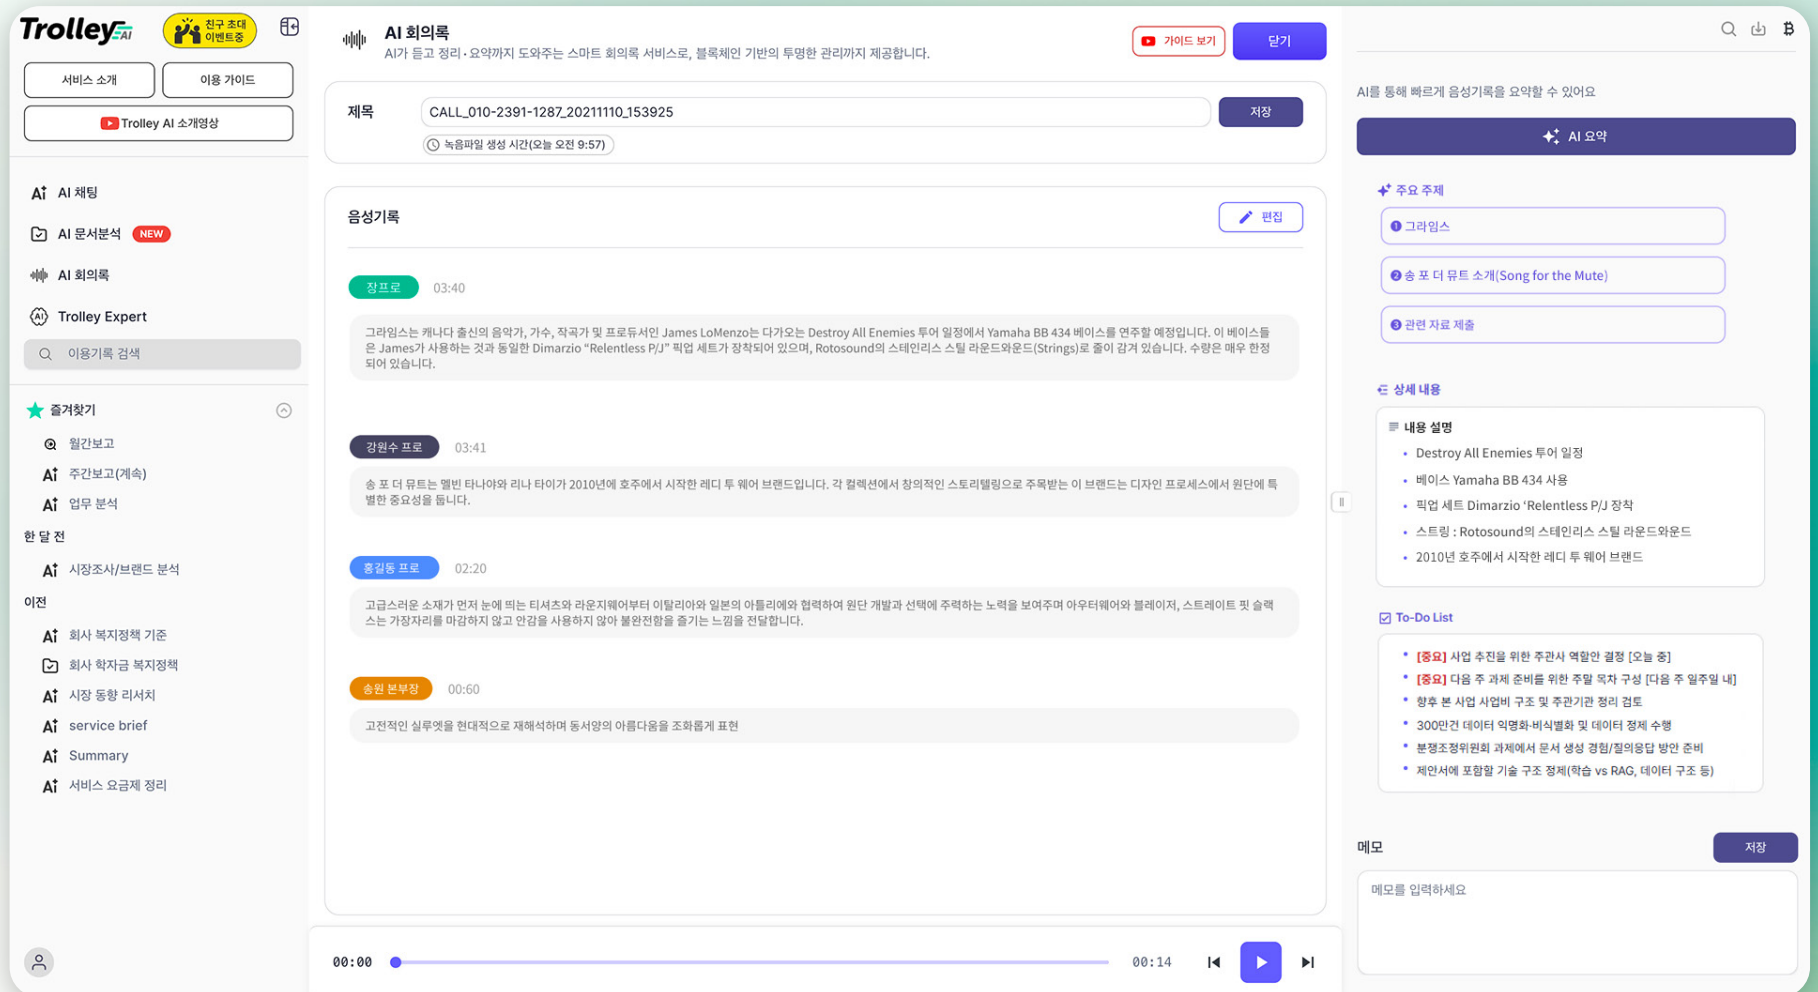 Trolley AI
친구 초대
이벤트중
서비스 소개
이용 가이드
Trolley AI 소개영상
AI 채팅
AI 문서분석 NEW
AI 회의록
Trolley Expert
이용기록 검색
즐겨찾기
월간보고
주간보고(계속)
업무 분석
한 달 전
시장조사/브랜드 분석
이전
회사 복지정책 기준
회사 학자금 복지정책
시장 동향 리서치
service brief
Summary
서비스 요금제 정리
AI 회의록
AI가 듣고 정리·요약까지 도와주는 스마트 회의록 서비스로, 블록체인 기반의 투명한 관리까지 제공합니다.
가이드 보기
닫기
제목
CALL_010-2391-1287_20211110_153925
저장
녹음파일 생성 시간(오늘 오전 9:57)
음성기록
편집
장프로 03:40
그라임스는 캐나다 출신의 음악가, 가수, 작곡가 및 프로듀서인 James LoMenzo는 다가오는 Destroy All Enemies 투어 일정에서 Yamaha BB 434 베이스를 연주할 예정입니다. 이 베이스들
은 James가 사용하는 것과 동일한 Dimarzio “Relentless P/J” 픽업 세트가 장착되어 있으며, Rotosound의 스테인리스 스틸 라운드와운드(Strings)로 줄이 감겨 있습니다. 수량은 매우 한정
되어 있습니다.
강원수 프로 03:41
송 포 더 뮤트는 멜빈 타나야와 리나 타이가 2010년에 호주에서 시작한 레디 투 웨어 브랜드입니다. 각 컬렉션에서 창의적인 스토리텔링으로 주목받는 이 브랜드는 디자인 프로세스에서 원단에 특
별한 중요성을 둡니다.
홍길동 프로 02:20
고급스러운 소재가 먼저 눈에 띄는 티셔츠와 라운지웨어부터 이탈리아와 일본의 아틀리에와 협력하여 원단 개발과 선택에 주력하는 노력을 보여주며 아우터웨어와 블레이저, 스트레이트 핏 슬랙
스는 가장자리를 마감하지 않고 안감을 사용하지 않아 불완전함을 즐기는 느낌을 전달합니다.
송원 본부장 00:60
고전적인 실루엣을 현대적으로 재해석하며 동서양의 아름다움을 조화롭게 표현
00:00
00:14
AI를 통해 빠르게 음성기록을 요약할 수 있어요
AI 요약
주요 주제
❶ 그라임스
❷ 송 포 더 뮤트 소개(Song for the Mute)
❸ 관련 자료 제출
상세 내용
내용 설명
• Destroy All Enemies 투어 일정
• 베이스 Yamaha BB 434 사용
• 픽업 세트 Dimarzio ‘Relentless P/J 장착
• 스트링 : Rotosound의 스테인리스 스틸 라운드와운드
• 2010년 호주에서 시작한 레디 투 웨어 브랜드
To-Do List
• [중요] 사업 추진을 위한 주관사 역할안 결정 [오늘 중]
• [중요] 다음 주 과제 준비를 위한 주말 목차 구성 [다음 주 일주일 내]
• 향후 본 사업 사업비 구조 및 주관기관 정리 검토
• 300만건 데이터 익명화·비식별화 및 데이터 정제 수행
• 분쟁조정위원회 과제에서 문서 생성 경험/질의응답 방안 준비
• 제안서에 포함할 기술 구조 정제(학습 vs RAG, 데이터 구조 등)
메모
저장
메모를 입력하세요